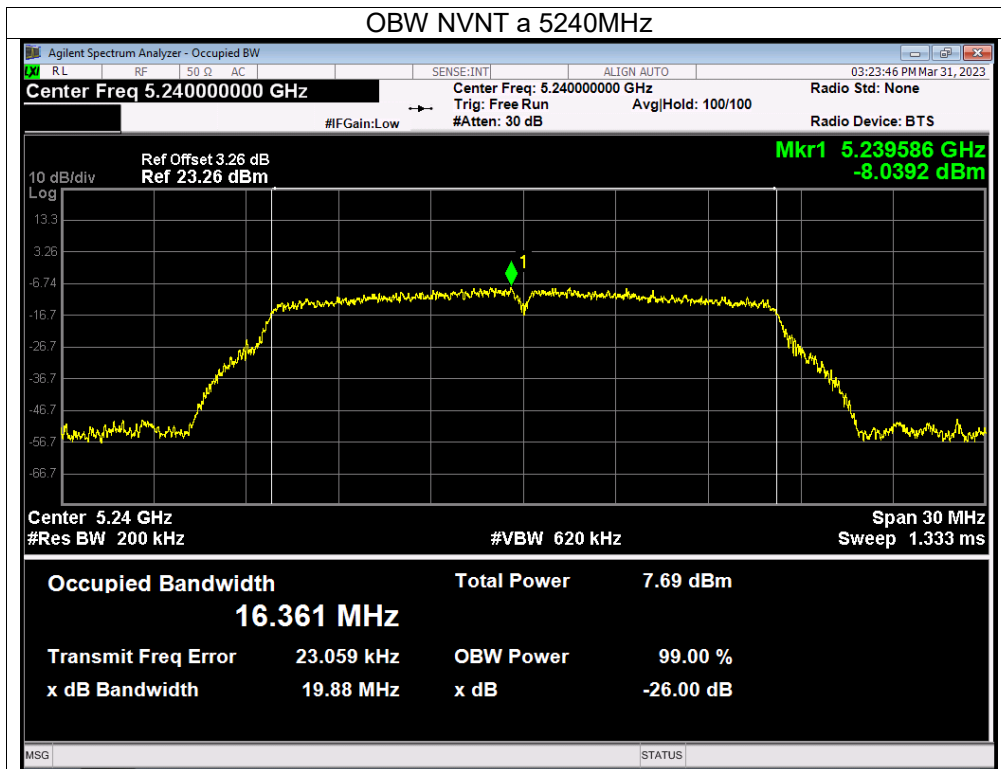 OBW NVNT a 5240MHz
Agilent Spectrum Analyzer - Occupied BW
LXI RL RF 50 Ω AC SENSE:INT ALIGN AUTO 03:23:46 PM Mar 31, 2023
Center Freq 5.240000000 GHz Center Freq: 5.240000000 GHz Radio Std: None
Trig: Free Run Avg|Hold: 100/100
#IFGain:Low #Atten: 30 dB Radio Device: BTS
Mkr1 5.239586 GHz
-8.0392 dBm
Ref Offset 3.26 dB
10 dB/div Ref 23.26 dBm
Log
13.3
3.26
1
-6.74
-16.7
-26.7
-36.7
-46.7
-56.7
-66.7
Center 5.24 GHz Span 30 MHz
#Res BW 200 kHz #VBW 620 kHz Sweep 1.333 ms
Occupied Bandwidth Total Power 7.69 dBm
16.361 MHz
Transmit Freq Error 23.059 kHz OBW Power 99.00 %
x dB Bandwidth 19.88 MHz x dB -26.00 dB
MSG STATUS